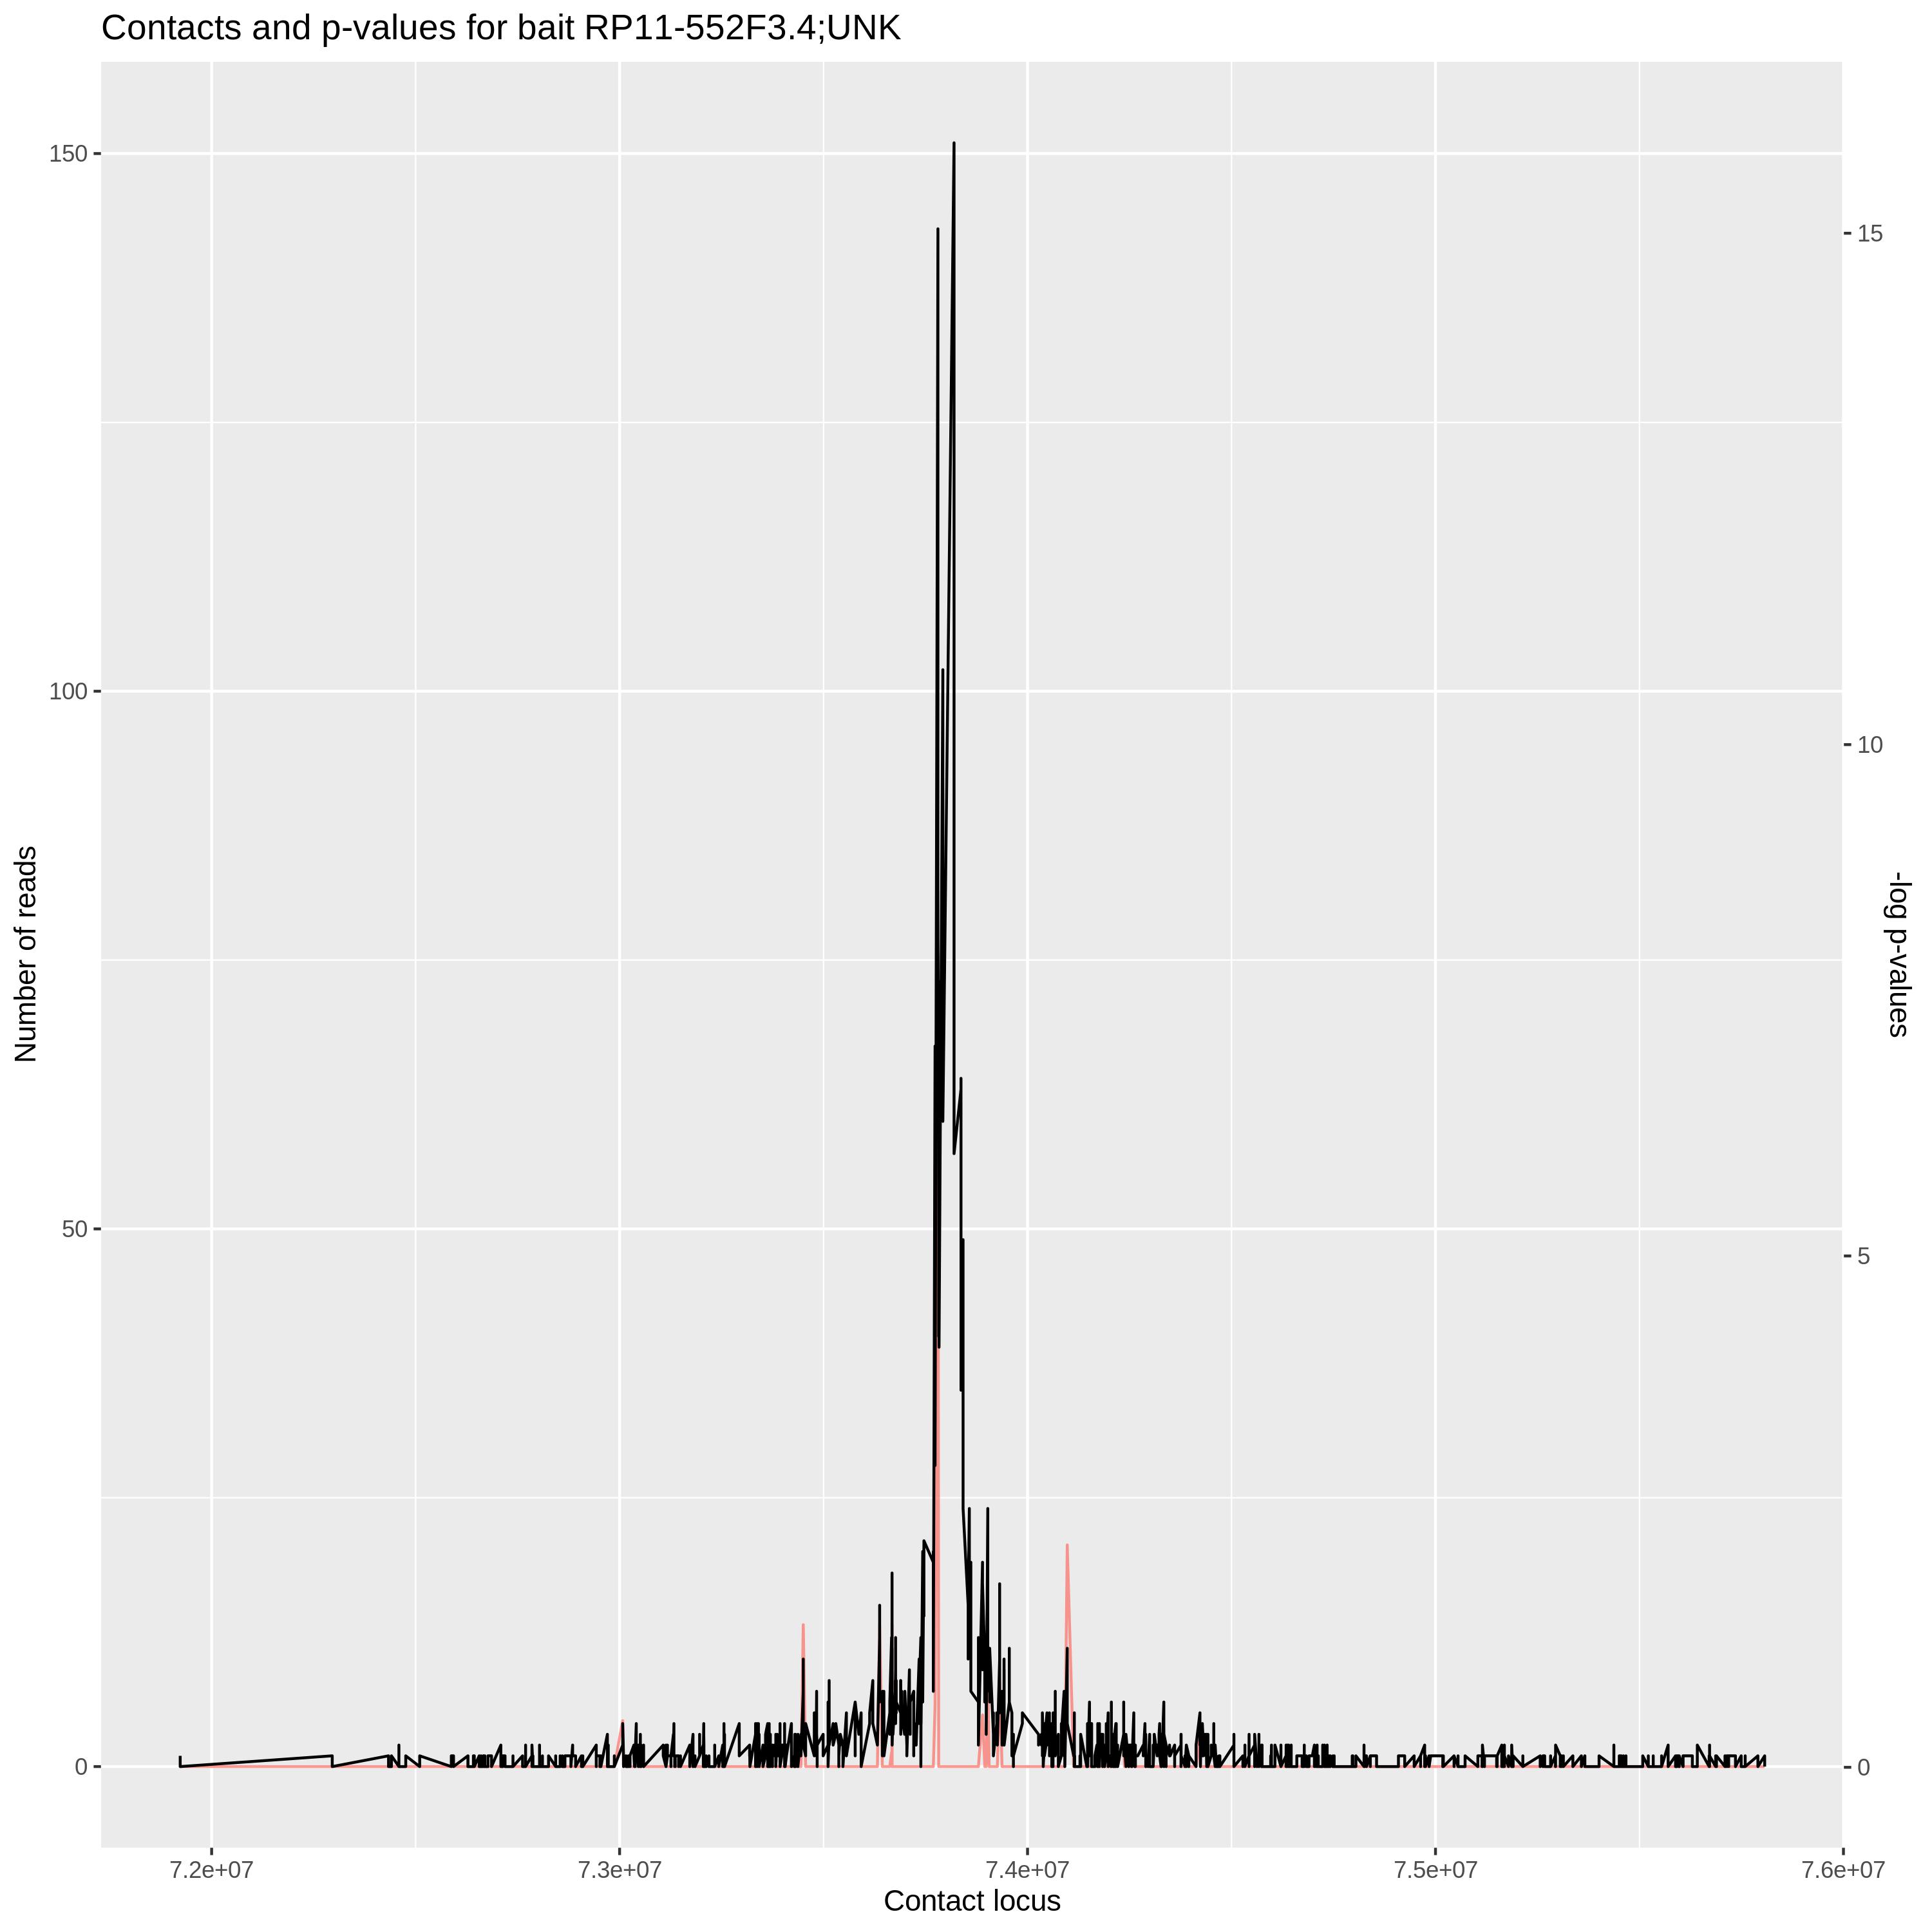 Contacts and p-values for bait RP11-552F3.4;UNK
150
100
50
0
Number of reads
15
10
5
0
-log p-values
7.2e+07
7.3e+07
7.4e+07
7.5e+07
7.6e+07
Contact locus